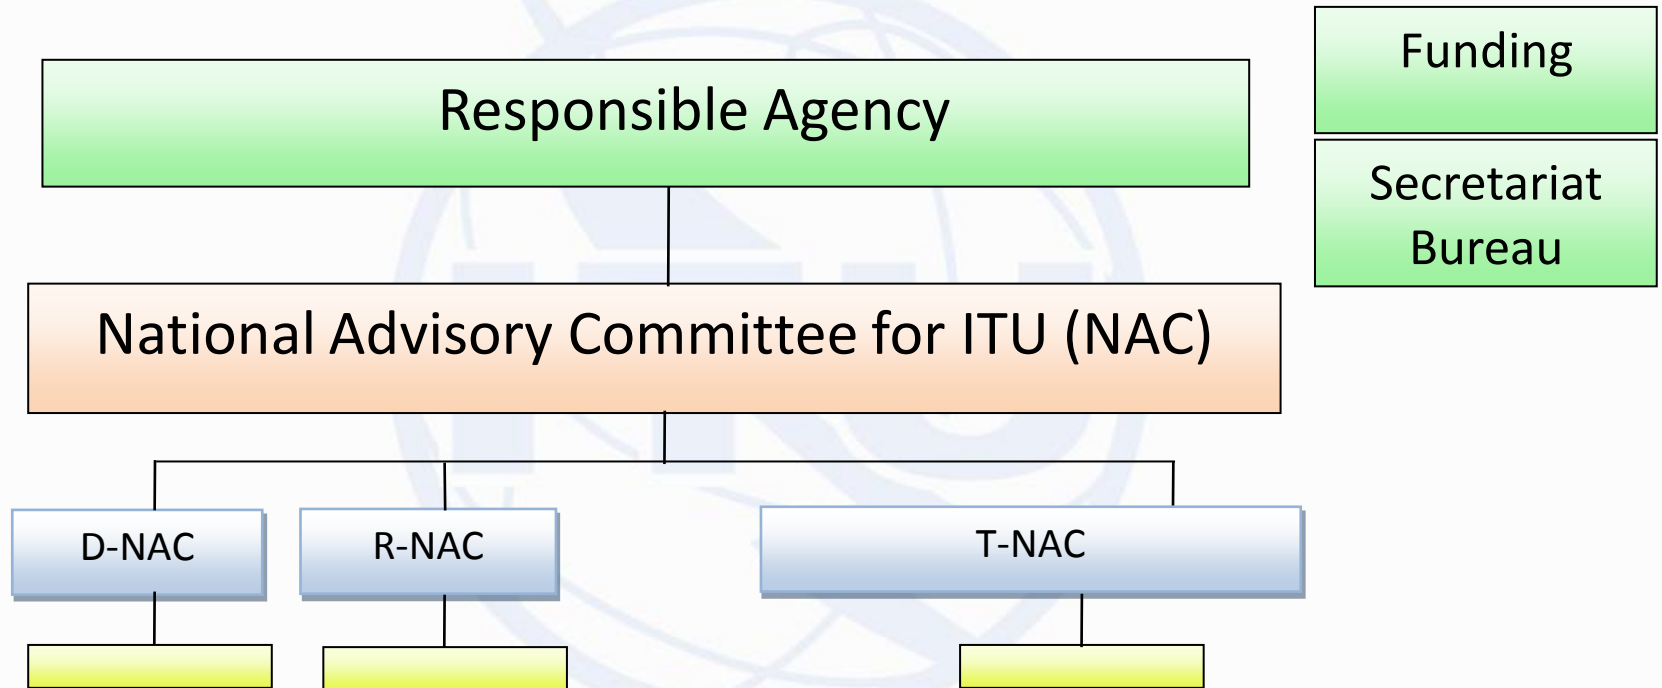 Funding
Responsible Agency
Secretariat
Bureau
National Advisory Committee for ITU (NAC)
D-NAC
R-NAC
T-NAC